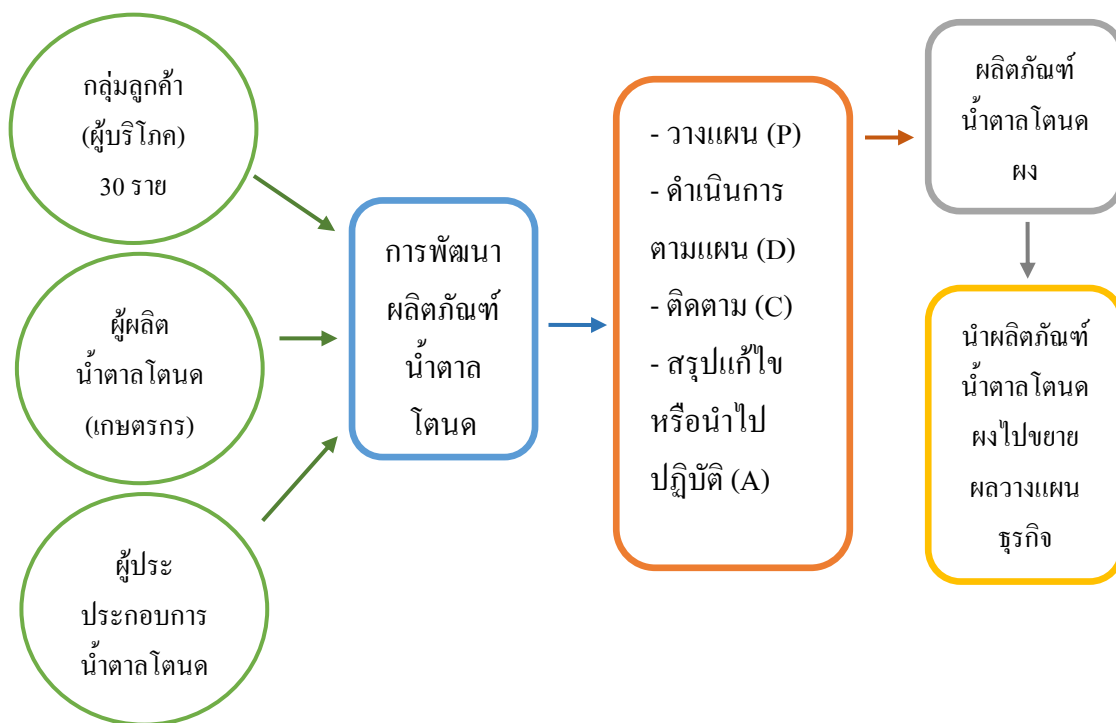 กลุ่มลูกค้า
(ผู้บริโภค)
30 ราย
ผู้ผลิต
น้ำตาลโตนด
(เกษตรกร)
ผู้ประ
ประกอบการ
น้ำตาลโตนด
การพัฒนา
ผลิตภัณฑ์
น้ำตาล
โตนด
- วางแผน (P)
- ดำเนินการ
ตามแผน (D)
- ติดตาม (C)
- สรุปแก้ไข
หรือนำไป
ปฏิบัติ (A)
ผลิตภัณฑ์
น้ำตาลโตนด
ผง
นำผลิตภัณฑ์
น้ำตาลโตนด
ผงไปขยาย
ผลวางแผน
ธุรกิจ